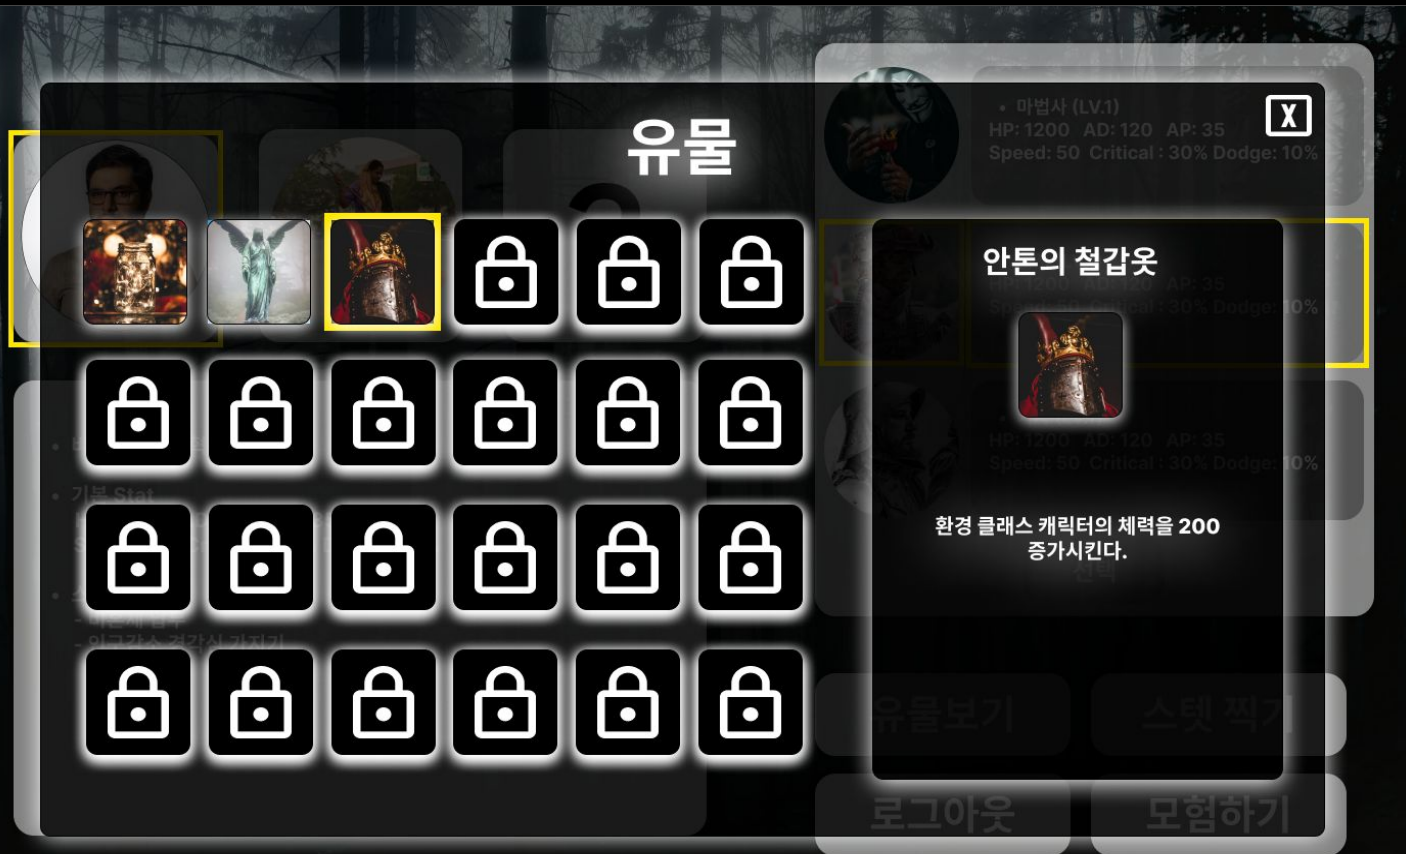 유물
X
마법사 (LV.1)
HP: 1200 AD: 120 AP: 35
Speed: 50 Critical : 30% Dodge: 10%
안톤의 철갑옷
HP: 1200 AD: 120 AP: 35
Speed: 50 Critical : 30% Dodge: 10%
HP: 1200 AD: 120 AP: 35
Speed: 50 Critical : 30% Dodge: 10%
기본 Stat
환경 클래스 캐릭터의 체력을 200
증가시킨다.
선택
유물보기
스텟 찍기
로그아웃
모험하기